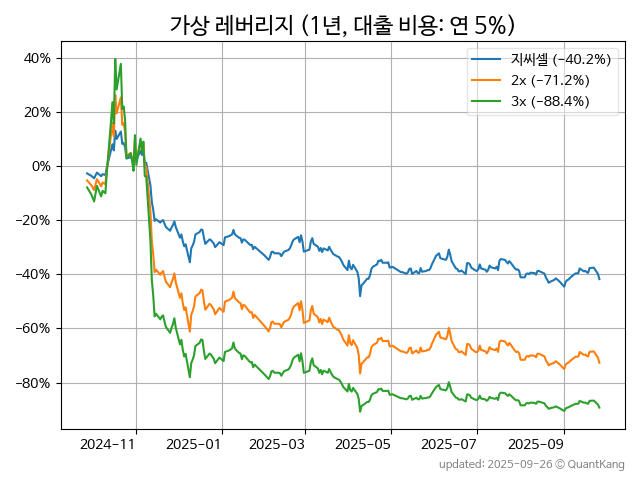 가상 레버리지 (1년, 대출 비용: 연 5%)
지씨셀 (−40.2%)
2x (−71.2%)
3x (−88.4%)
40%
20%
0%
−20%
−40%
−60%
−80%
2024-11
2025-01
2025-03
2025-05
2025-07
2025-09
updated: 2025-09-26 © QuantKang